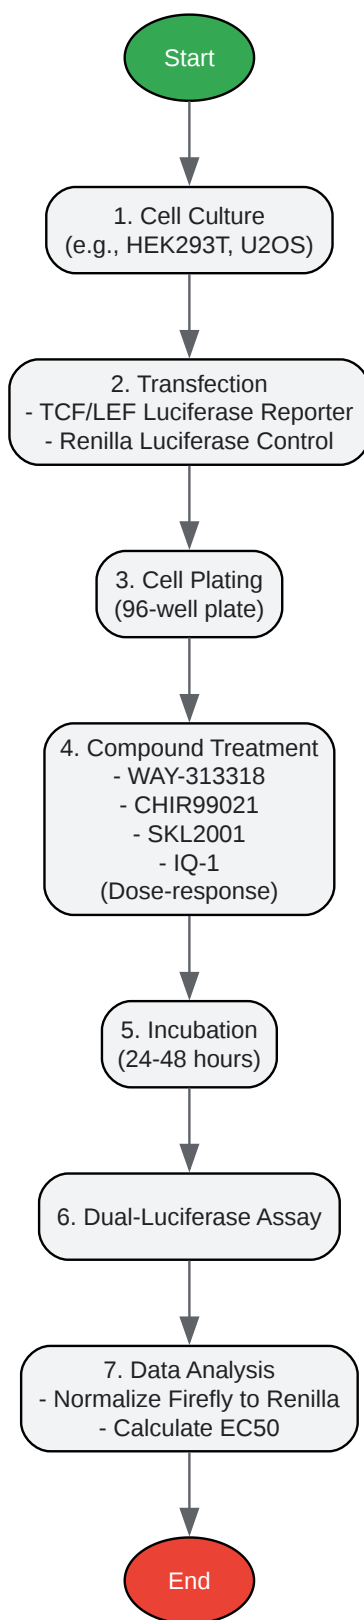 Start
1. Cell Culture
(e.g., HEK293T, U2OS)
2. Transfection
- TCF/LEF Luciferase Reporter
- Renilla Luciferase Control
3. Cell Plating
(96-well plate)
4. Compound Treatment
- WAY-313318
- CHIR99021
- SKL2001
- IQ-1
(Dose-response)
5. Incubation
(24-48 hours)
6. Dual-Luciferase Assay
7. Data Analysis
- Normalize Firefly to Renilla
- Calculate EC50
End